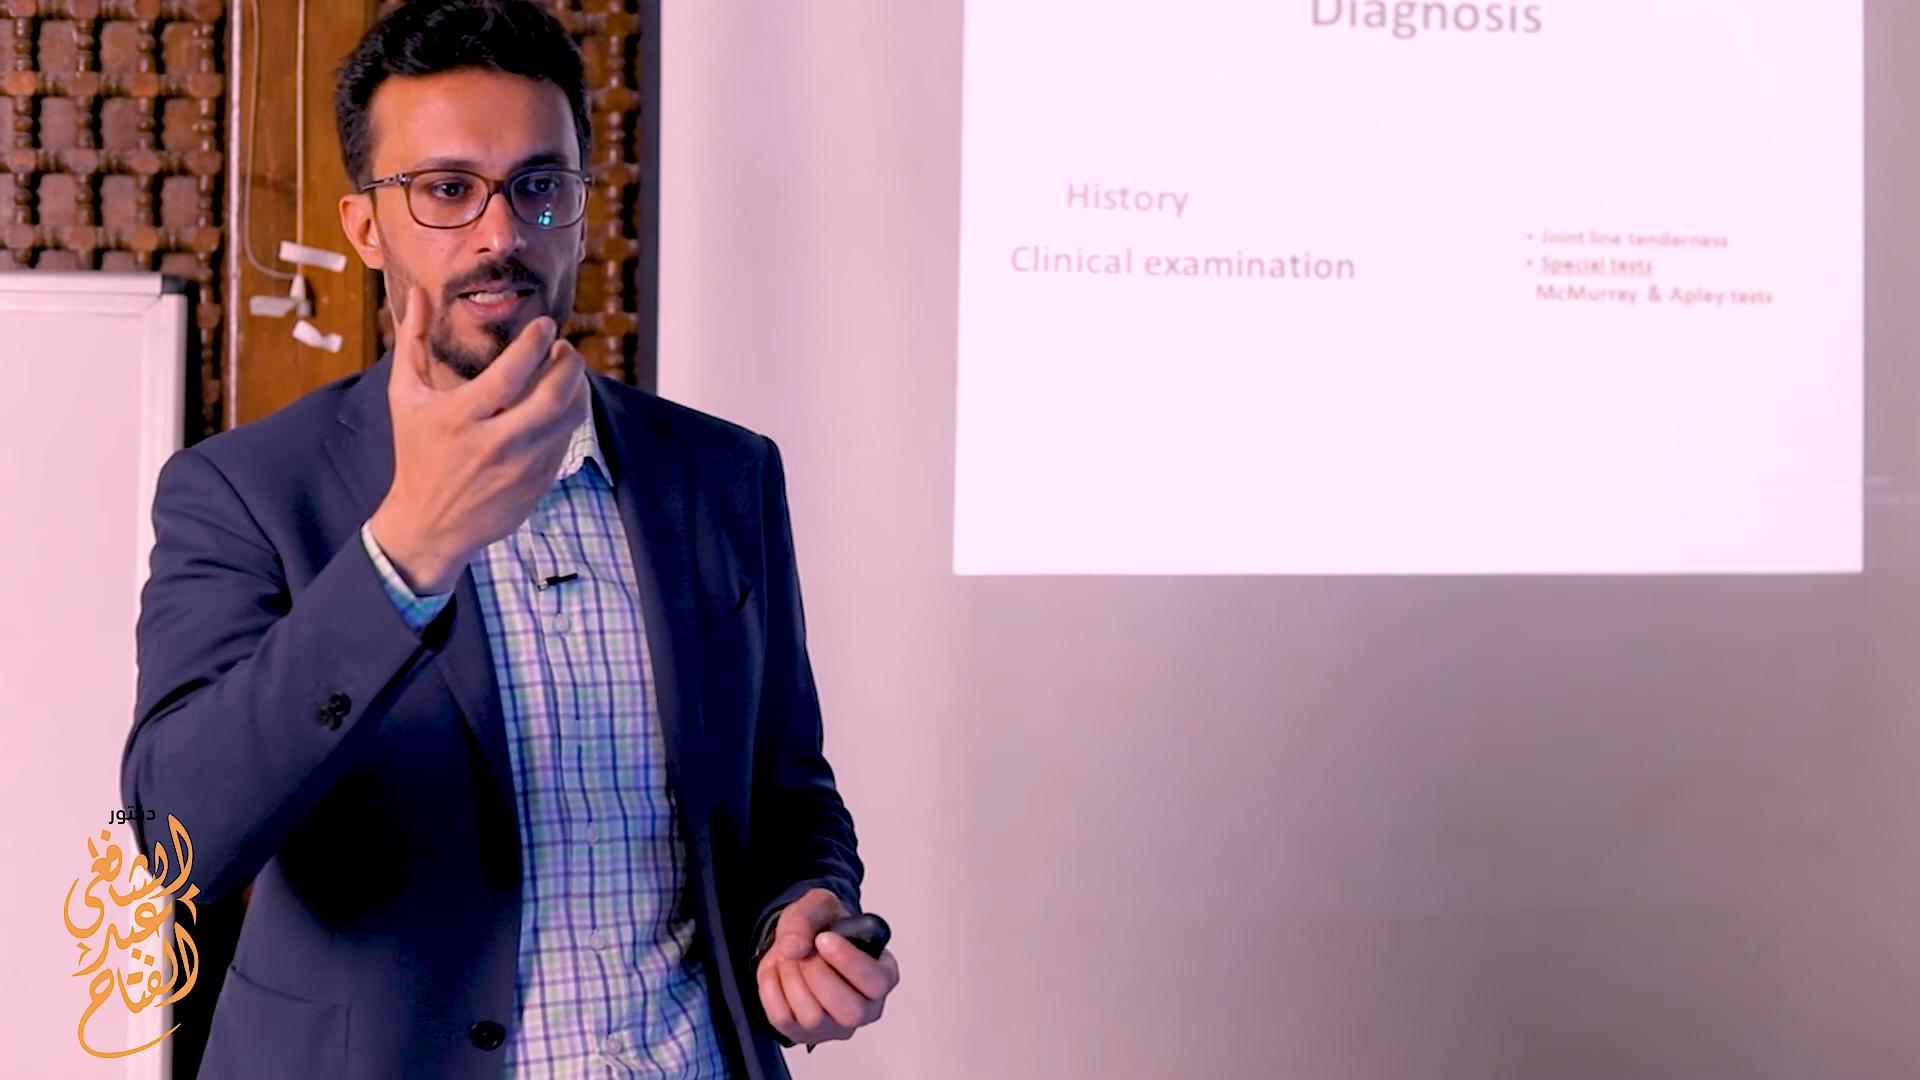 Diagnosis
History
Clinical examination
• Joint line tenderness
• Special tests
McMurray & Apley tests
دكتور
الشافعي
عبد
الفتاح